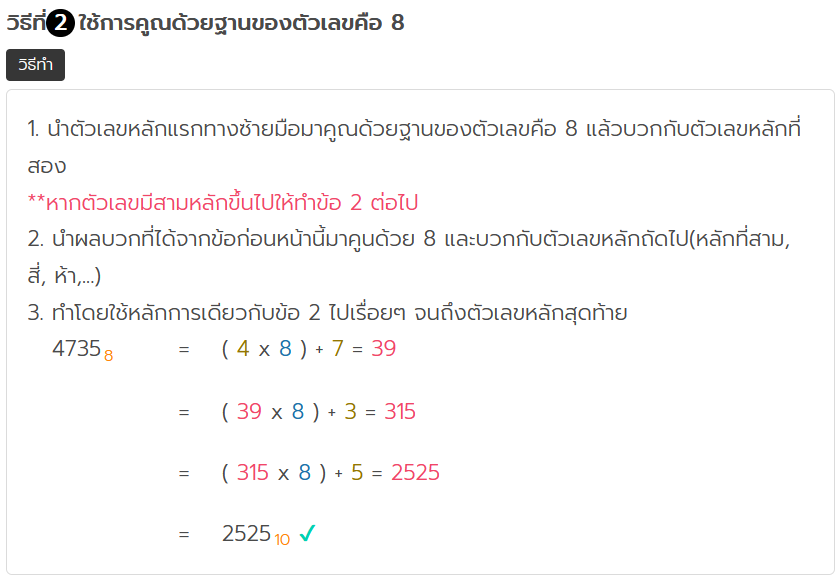 วิธีที่ 2 ใช้การคูณด้วยฐานของตัวเลขคือ 8
วิธีทำ
1. นำตัวเลขหลักแรกทางซ้ายมือมาคูณด้วยฐานของตัวเลขคือ 8 แล้วบวกกับตัวเลขหลักที่
สอง
**หากตัวเลขมีสามหลักขึ้นไปให้ทำข้อ 2 ต่อไป
2. นำผลบวกที่ได้จากข้อก่อนหน้านี้มาคูนด้วย 8 และบวกกับตัวเลขหลักถัดไป(หลักที่สาม,
สี่, ห้า,...)
3. ทำโดยใช้หลักการเดียวกับข้อ 2 ไปเรื่อยๆ จนถึงตัวเลขหลักสุดท้าย
4735₈ = ( 4 x 8 ) + 7 = 39
= ( 39 x 8 ) + 3 = 315
= ( 315 x 8 ) + 5 = 2525
= 2525₁₀ ✓